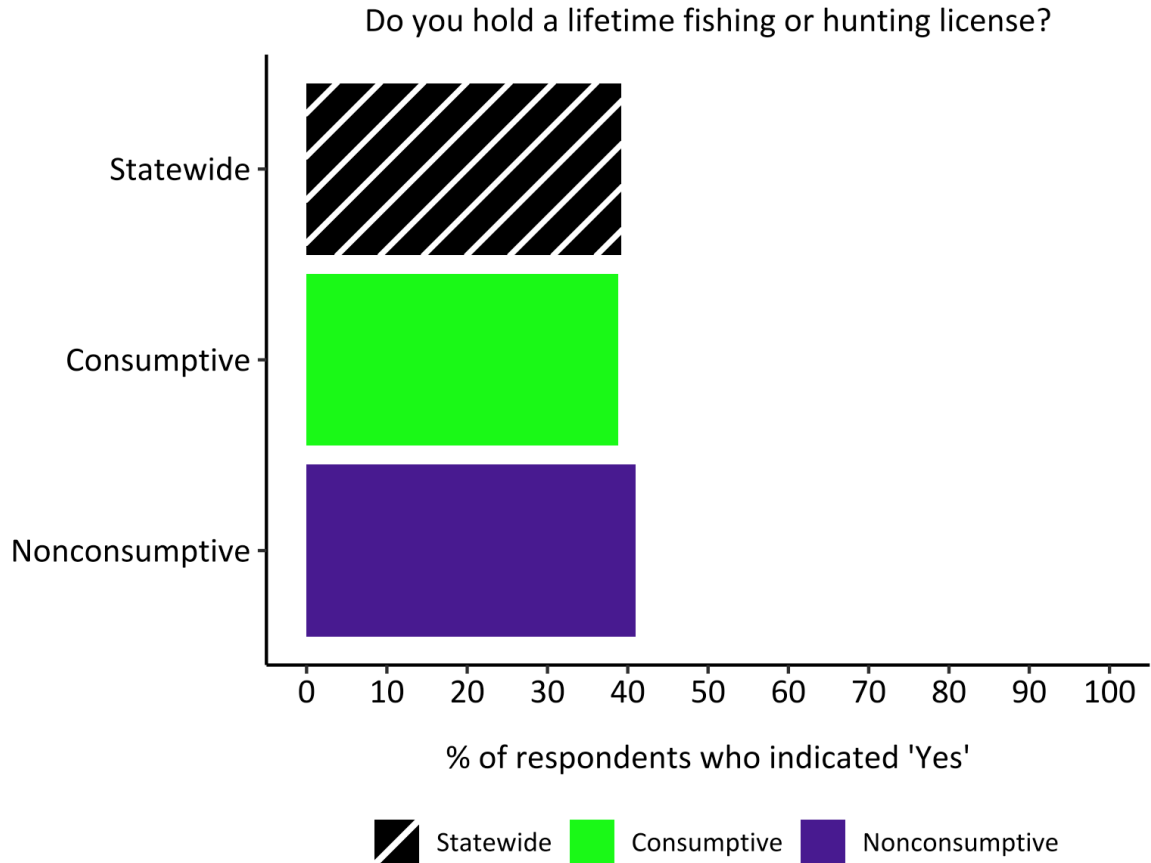 Do you hold a lifetime fishing or hunting license?
Statewide
Consumptive
Nonconsumptive
0 10 20 30 40 50 60 70 80 90 100
% of respondents who indicated 'Yes'
Statewide Consumptive Nonconsumptive